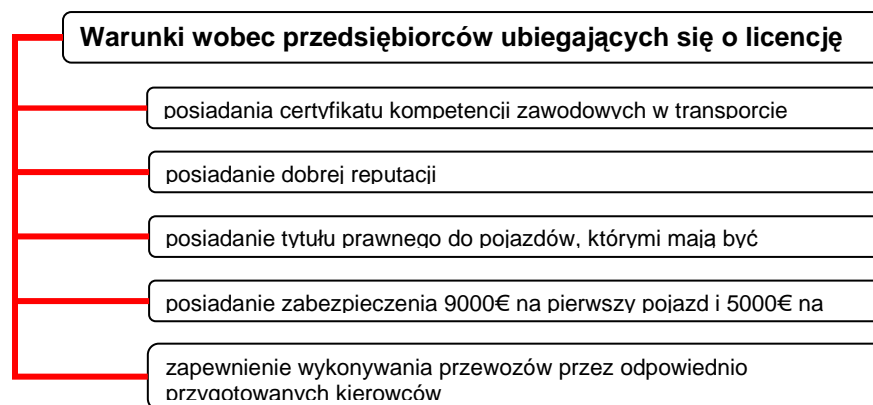 Warunki wobec przedsiębiorców ubiegających się o licencję
posiadania certyfikatu kompetencji zawodowych w transporcie
posiadanie dobrej reputacji
posiadanie tytułu prawnego do pojazdów, którymi mają być
posiadanie zabezpieczenia 9000€ na pierwszy pojazd i 5000€ na
zapewnienie wykonywania przewozów przez odpowiednio
przygotowanych kierowców